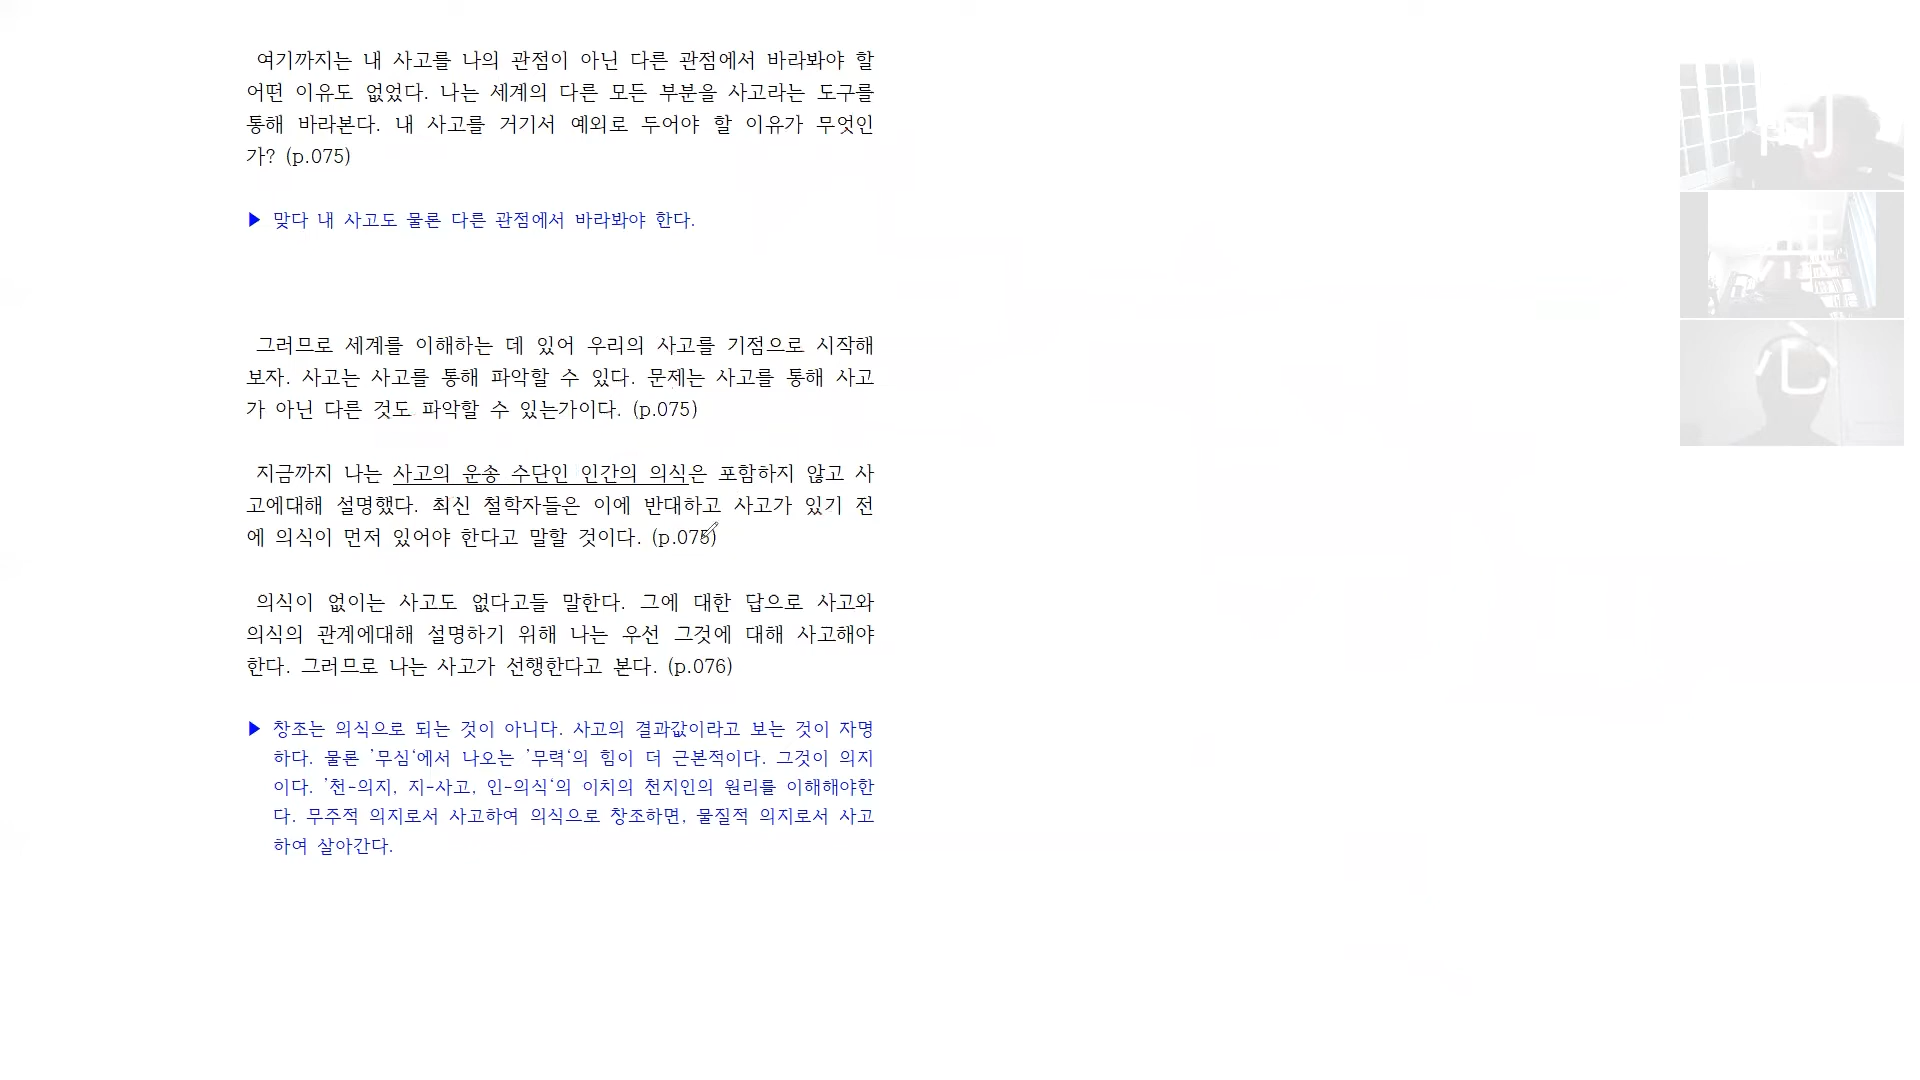 여기까지는 내 사고를 나의 관점이 아닌 다른 관점에서 바라봐야 할
어떤 이유도 없었다. 나는 세계의 다른 모든 부분을 사고라는 도구를
통해 바라본다. 내 사고를 거기서 예외로 두어야 할 이유가 무엇인
가? (p.075)
▶ 맞다 내 사고도 물론 다른 관점에서 바라봐야 한다.
그러므로 세계를 이해하는 데 있어 우리의 사고를 기점으로 시작해
보자. 사고는 사고를 통해 파악할 수 있다. 문제는 사고를 통해 사고
가 아닌 다른 것도 파악할 수 있는가이다. (p.075)
지금까지 나는 사고의 운송 수단인 인간의 의식은 포함하지 않고 사
고에대해 설명했다. 최신 철학자들은 이에 반대하고 사고가 있기 전
에 의식이 먼저 있어야 한다고 말할 것이다. (p.075)
의식이 없이는 사고도 없다고들 말한다. 그에 대한 답으로 사고와
의식의 관계에대해 설명하기 위해 나는 우선 그것에 대해 사고해야
한다. 그러므로 나는 사고가 선행한다고 본다. (p.076)
▶ 창조는 의식으로 되는 것이 아니다. 사고의 결과값이라고 보는 것이 자명
하다. 물론 ’무심‘에서 나오는 ’무력‘의 힘이 더 근본적이다. 그것이 의지
이다. ’천-의지, 지-사고, 인-의식‘의 이치의 천지인의 원리를 이해해야한
다. 우주적 의지로서 사고하여 의식으로 창조하면, 물질적 의지로서 사고
하여 살아간다.
心